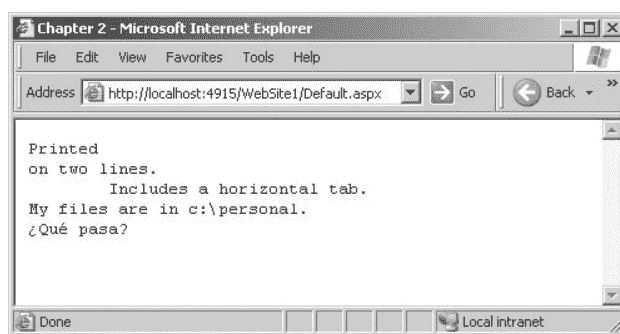 Chapter 2 - Microsoft Internet Explorer
File Edit View Favorites Tools Help
Address http://localhost:4915/WebSite1/Default.aspx Go Back »
Printed
on two lines.
Includes a horizontal tab.
My files are in c:\personal.
¿Qué pasa?
Done Local intranet